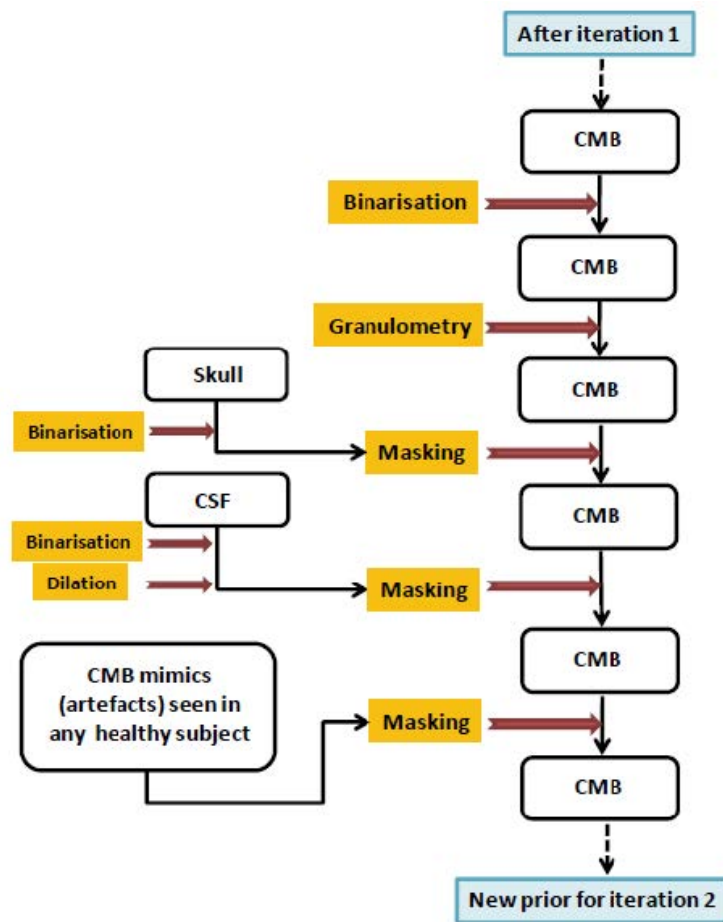 After iteration 1
CMB
Binarisation
CMB
Granulometry
Skull
CMB
Binarisation
Masking
CSF
CMB
Binarisation
Dilation
Masking
CMB mimics
(artefacts) seen in
any healthy subject
CMB
Masking
CMB
New prior for iteration 2